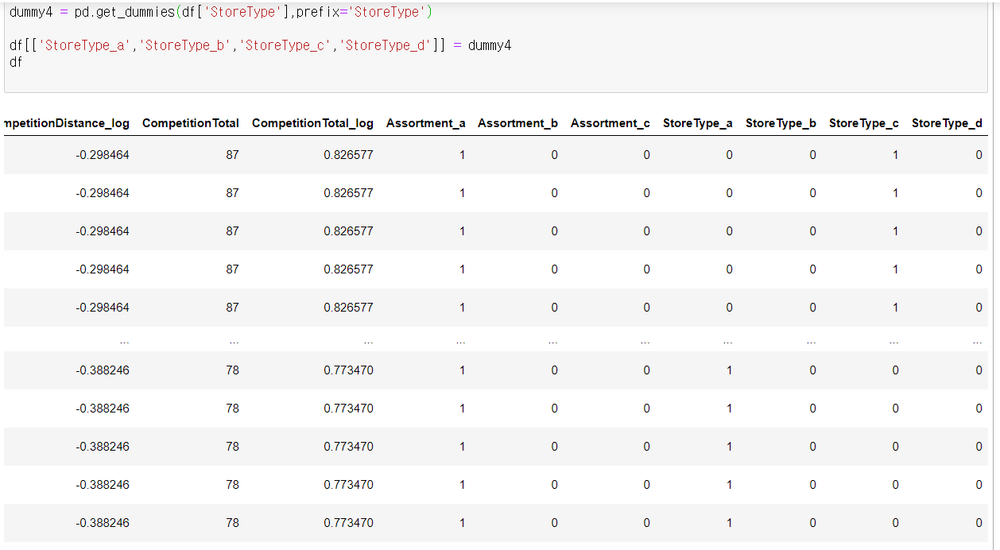 dummy4 = pd.get_dummies(df['StoreType'],prefix='StoreType')
df[['StoreType_a','StoreType_b','StoreType_c','StoreType_d']] = dummy4
df
mpetitionDistance_log CompetitionTotal CompetitionTotal_log Assortment_a Assortment_b Assortment_c StoreType_a StoreType_b StoreType_c StoreType_d
-0.298464 87 0.826577 1 0 0 0 0 1 0
-0.298464 87 0.826577 1 0 0 0 0 1 0
-0.298464 87 0.826577 1 0 0 0 0 1 0
-0.298464 87 0.826577 1 0 0 0 0 1 0
-0.298464 87 0.826577 1 0 0 0 0 1 0
... ... ... ... ... ... ... ... ... ...
-0.388246 78 0.773470 1 0 0 1 0 0 0
-0.388246 78 0.773470 1 0 0 1 0 0 0
-0.388246 78 0.773470 1 0 0 1 0 0 0
-0.388246 78 0.773470 1 0 0 1 0 0 0
-0.388246 78 0.773470 1 0 0 1 0 0 0